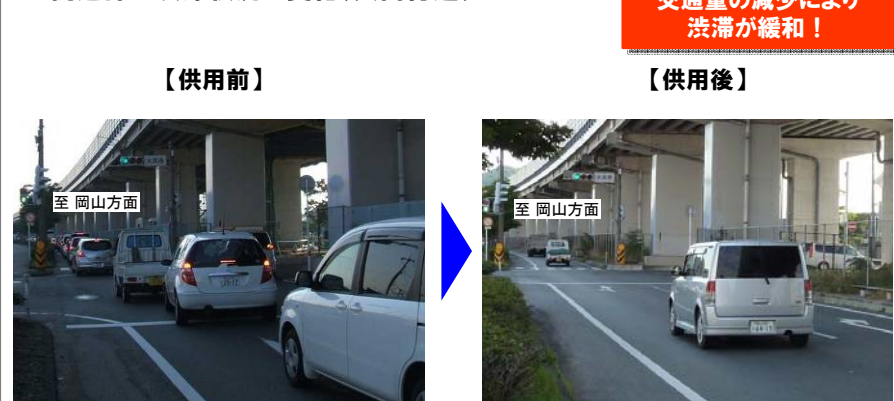 交通量の減少により
渋滞が緩和！
【供用前】
【供用後】
至 岡山方面
至 岡山方面